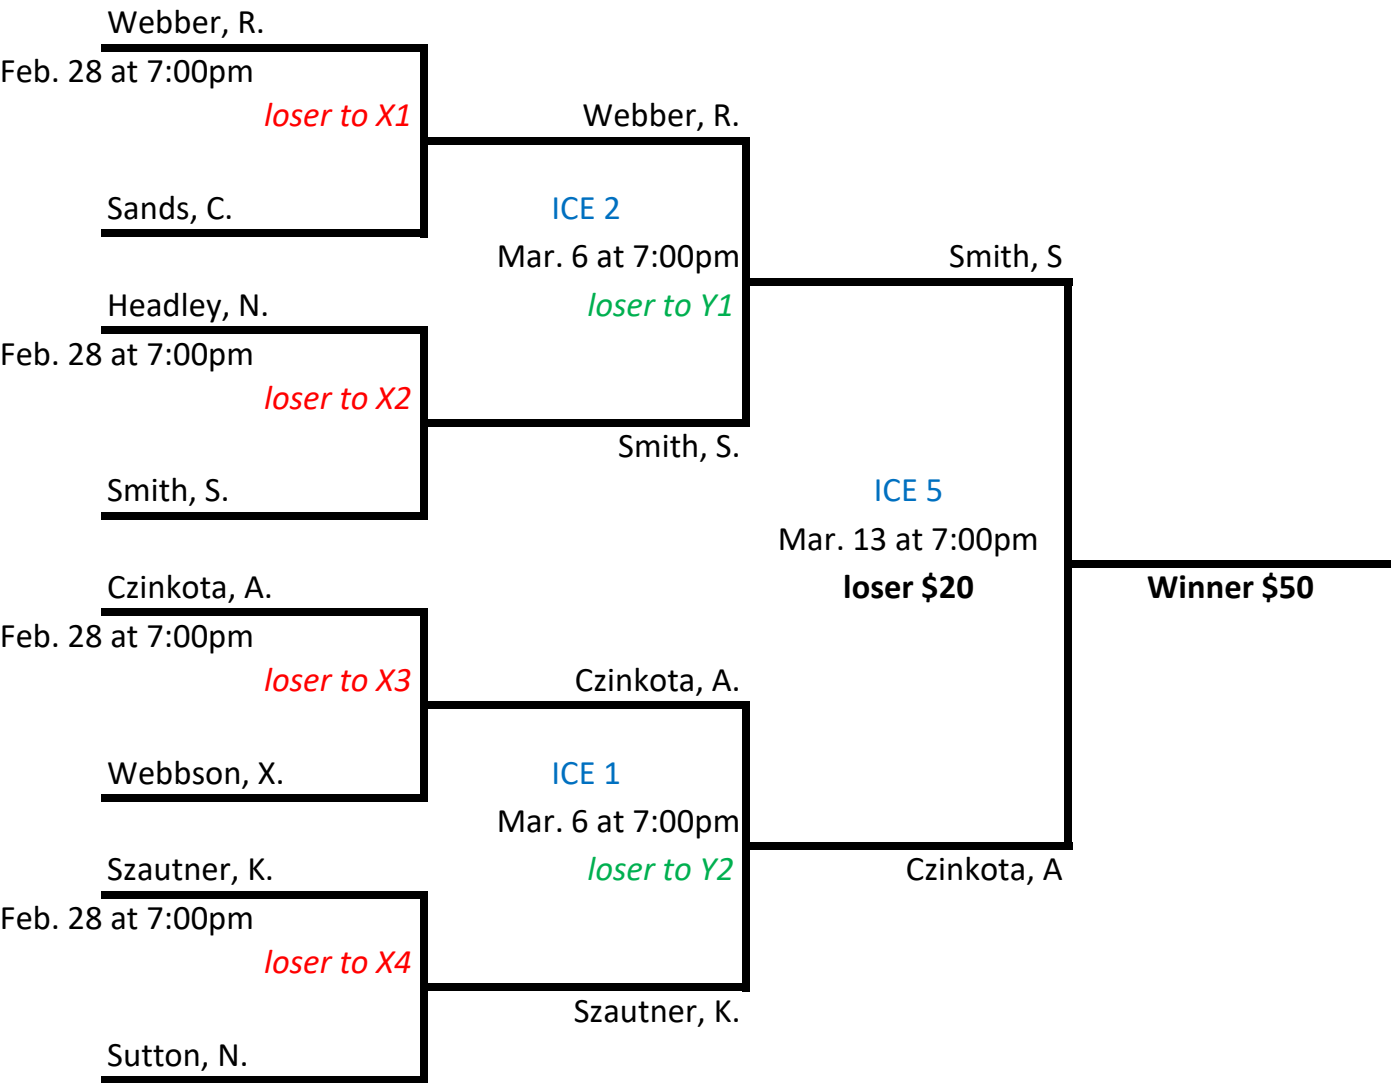 Webber, R.
Feb. 28 at 7:00pm
loser to X1
Webber, R.
Sands, C.
ICE 2
Mar. 6 at 7:00pm
Smith, S
Headley, N.
loser to Y1
Feb. 28 at 7:00pm
loser to X2
Smith, S.
Smith, S.
ICE 5
Mar. 13 at 7:00pm
Czinkota, A.
loser $20
Winner $50
Feb. 28 at 7:00pm
loser to X3
Czinkota, A.
Webbson, X.
ICE 1
Mar. 6 at 7:00pm
Szautner, K.
loser to Y2
Czinkota, A
Feb. 28 at 7:00pm
loser to X4
Szautner, K.
Sutton, N.